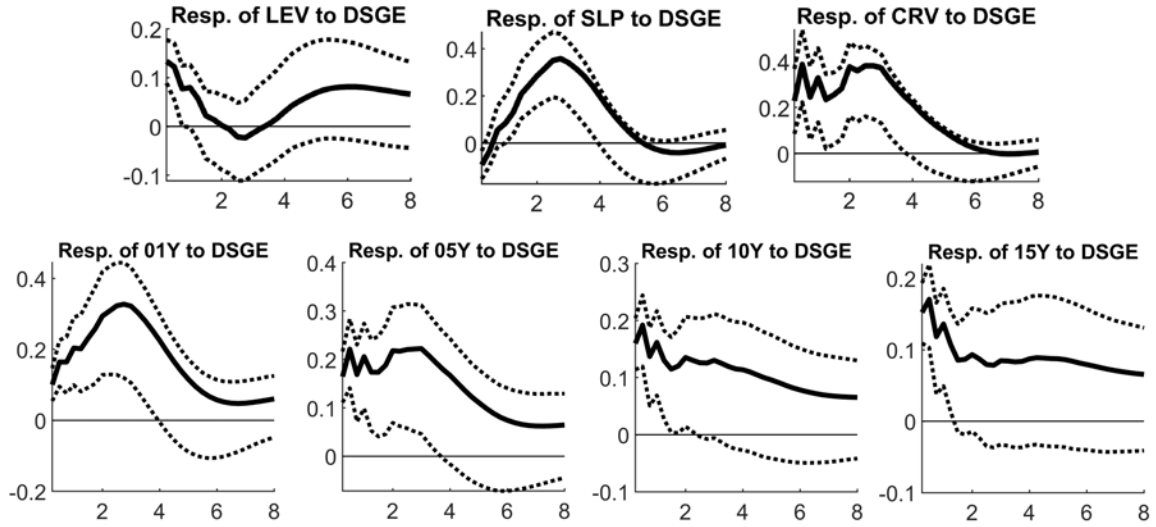 Resp. of LEV to DSGE
0.2
0.1
0
-0.1
2 4 6 8
Resp. of SLP to DSGE
0.4
0.2
0
2 4 6 8
Resp. of CRV to DSGE
0.4
0.2
0
2 4 6 8
Resp. of 01Y to DSGE
0.4
0.2
0
-0.2
2 4 6 8
Resp. of 05Y to DSGE
0.4
0.3
0.2
0.1
0
2 4 6 8
Resp. of 10Y to DSGE
0.3
0.2
0.1
0
-0.1
2 4 6 8
Resp. of 15Y to DSGE
0.2
0.1
0
-0.1
2 4 6 8